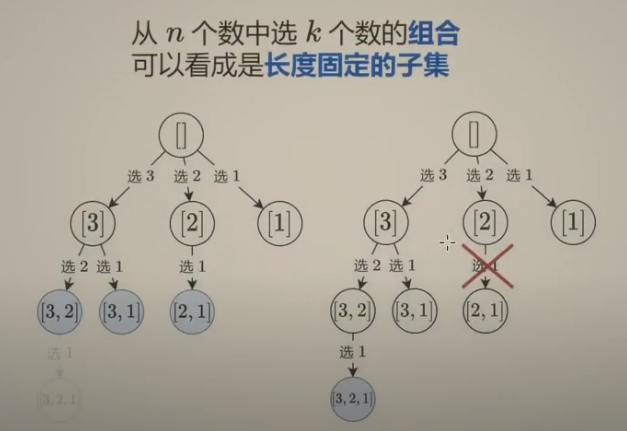 从 n 个数中选 k 个数的组合
可以看成是长度固定的子集
[] []
选 3 选 2 选 1 选 3 选 2 选 1
[3] [2] [1] [3] [2] [1]
选 2 选 1 选 1 选 2 选 1 选 1
[3, 2] [3, 1] [2, 1] [3, 2] [3, 1] [2, 1]
选 1 选 1
[3, 2, 1] [3, 2, 1]